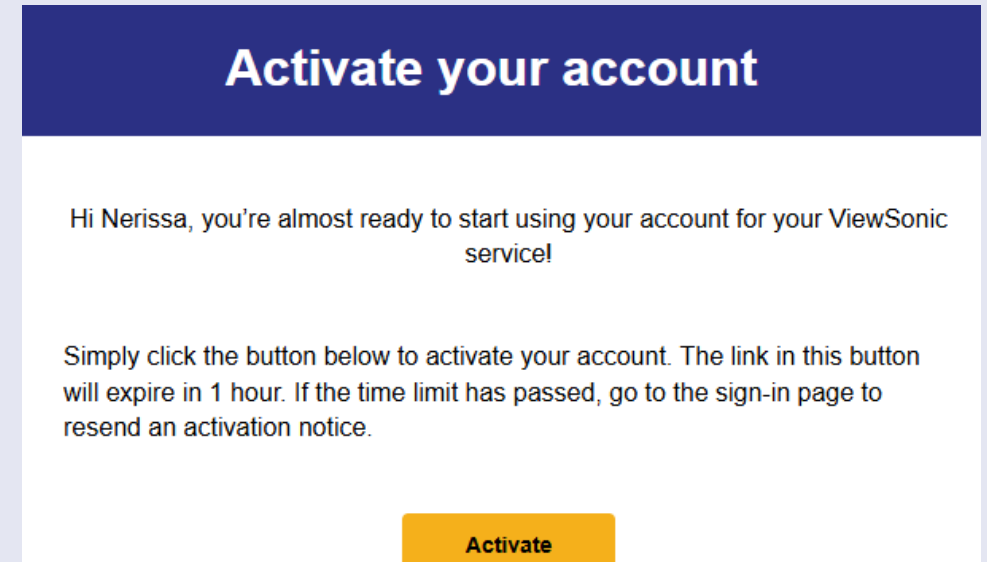 Activate your account
Hi Nerissa, you’re almost ready to start using your account for your ViewSonic
service!
Simply click the button below to activate your account. The link in this button
will expire in 1 hour. If the time limit has passed, go to the sign-in page to
resend an activation notice.
Activate